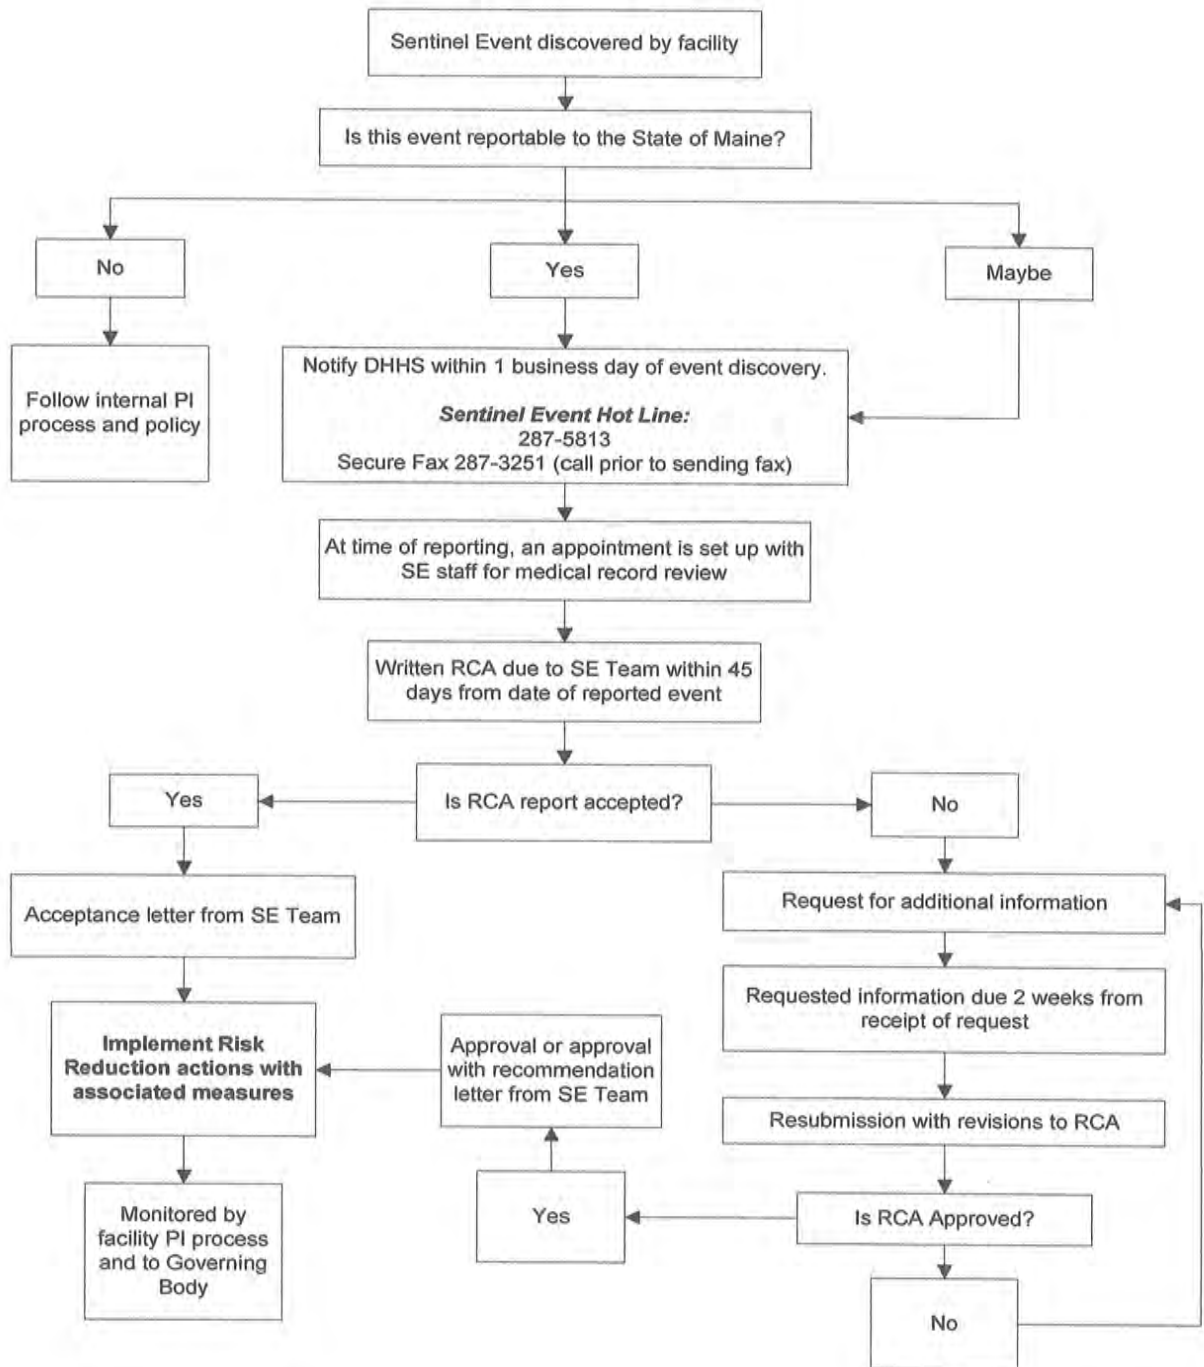 Sentinel Event discovered by facility
Is this event reportable to the State of Maine?
No
Yes
Maybe
Follow internal PI
process and policy
Notify DHHS within 1 business day of event discovery.
Sentinel Event Hot Line:
287-5813
Secure Fax 287-3251 (call prior to sending fax)
At time of reporting, an appointment is set up with
SE staff for medical record review
Written RCA due to SE Team within 45
days from date of reported event
Is RCA report accepted?
Yes
No
Acceptance letter from SE Team
Request for additional information
Requested information due 2 weeks from
receipt of request
Implement Risk
Reduction actions with
associated measures
Approval or approval
with recommendation
letter from SE Team
Resubmission with revisions to RCA
Monitored by
facility PI process
and to Governing
Body
Yes
Is RCA Approved?
No